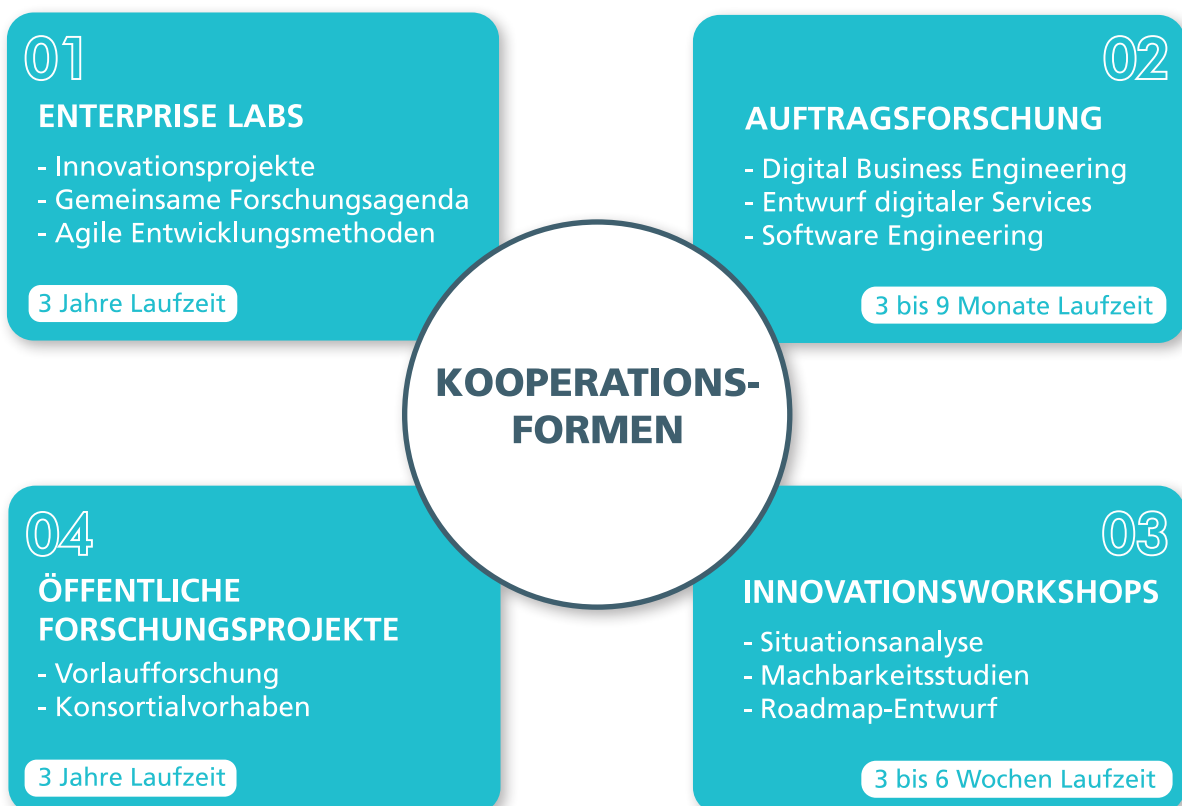 01
ENTERPRISE LABS
- Innovationsprojekte
- Gemeinsame Forschungsagenda
- Agile Entwicklungsmethoden
3 Jahre Laufzeit
02
AUFTRAGSFORSCHUNG
- Digital Business Engineering
- Entwurf digitaler Services
- Software Engineering
3 bis 9 Monate Laufzeit
KOOPERATIONS-
FORMEN
03
INNOVATIONSWORKSHOPS
- Situationsanalyse
- Machbarkeitsstudien
- Roadmap-Entwurf
3 bis 6 Wochen Laufzeit
04
ÖFFENTLICHE
FORSCHUNGSPROJEKTE
- Vorlaufforschung
- Konsortialvorhaben
3 Jahre Laufzeit